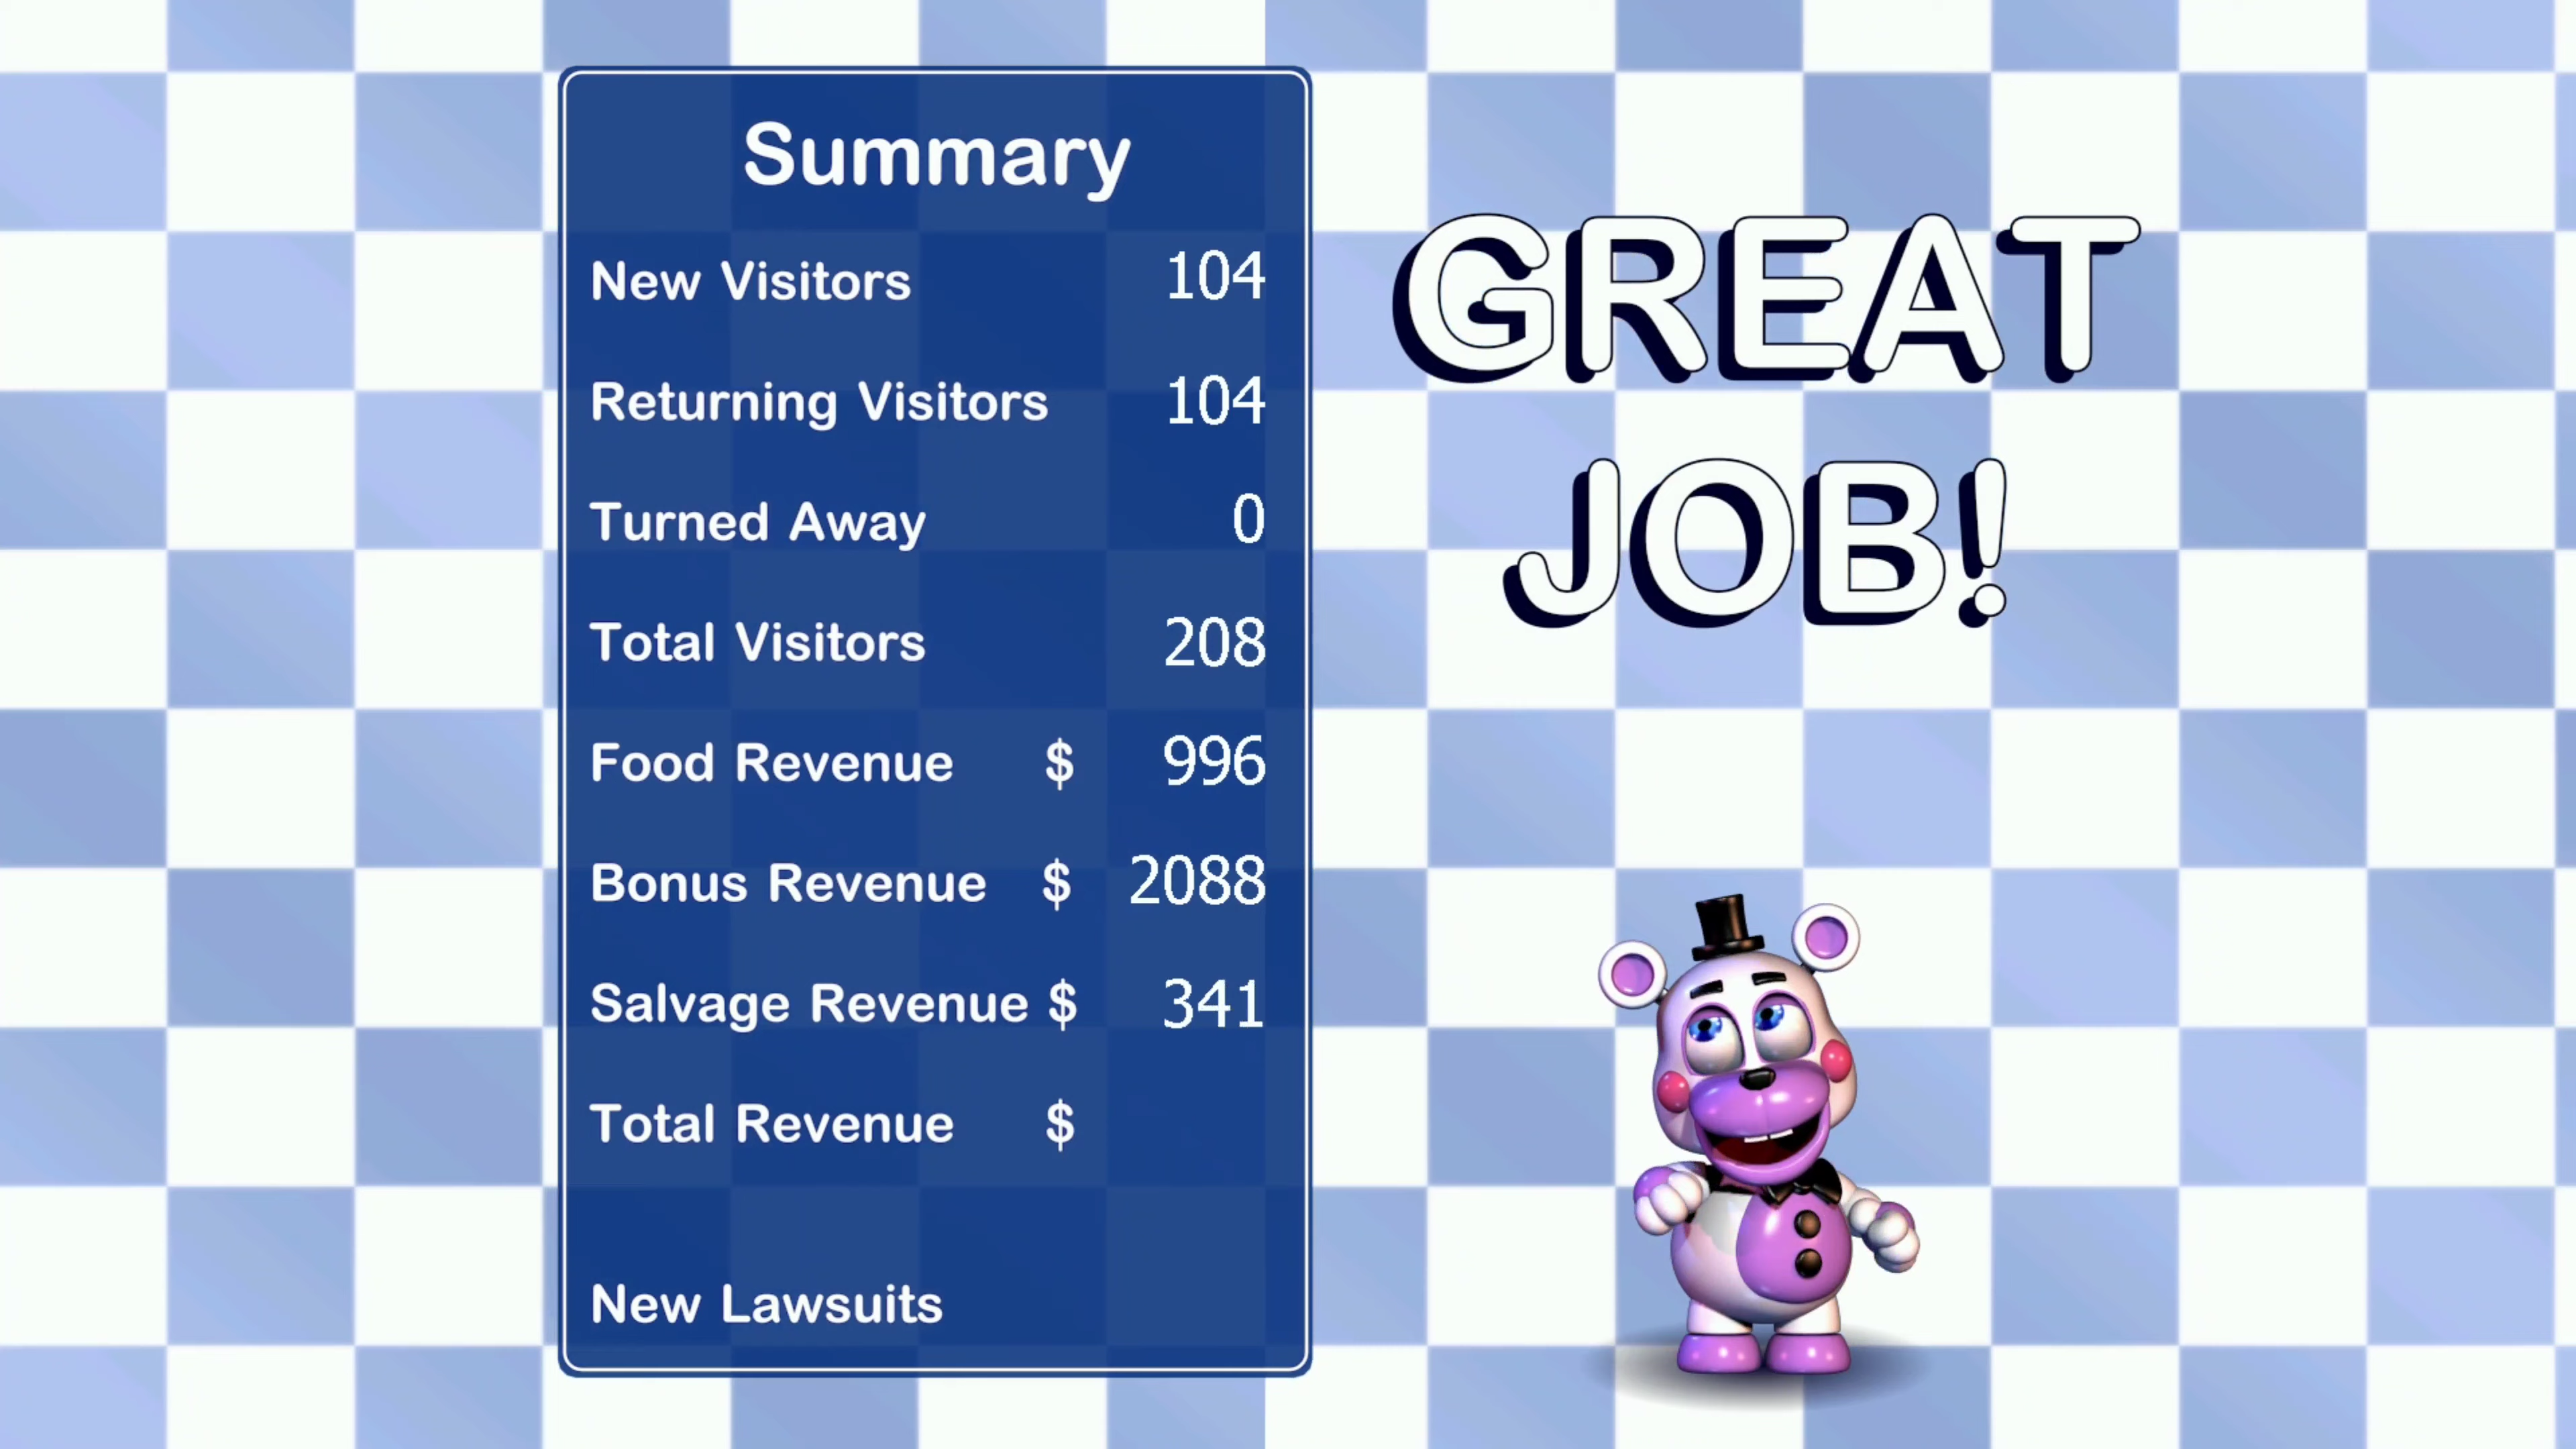 Summary
New Visitors 104
Returning Visitors 104
Turned Away 0
Total Visitors 208
Food Revenue $ 996
Bonus Revenue $ 2088
Salvage Revenue $ 341
Total Revenue $
New Lawsuits
GREAT
JOB!